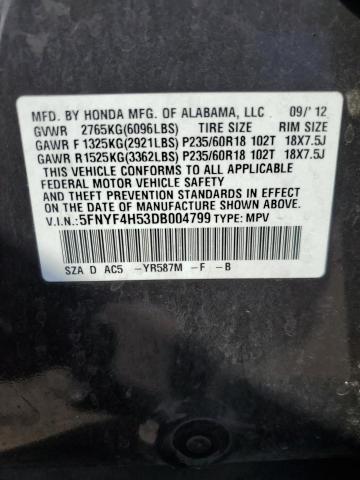 MFD. BY HONDA MFG. OF ALABAMA, LLC 09/'12
GVWR 2765KG(6096LBS) TIRE SIZE RIM SIZE
GAWR F 1325KG(2921LBS) P235/60R18 102T 18X7.5J
GAWR R1525KG(3362LBS) P235/60R18 102T 18X7.5J
THIS VEHICLE CONFORMS TO ALL APPLICABLE
FEDERAL MOTOR VEHICLE SAFETY AND
THEFT PREVENTION STANDARDS IN EFFECT ON
THE DATE OF MANUFACTURE SHOWN ABOVE.
V.I.N.:5FNYF4H53DB004799 TYPE: MPV
SZA D AC5 -YR587M -F -B